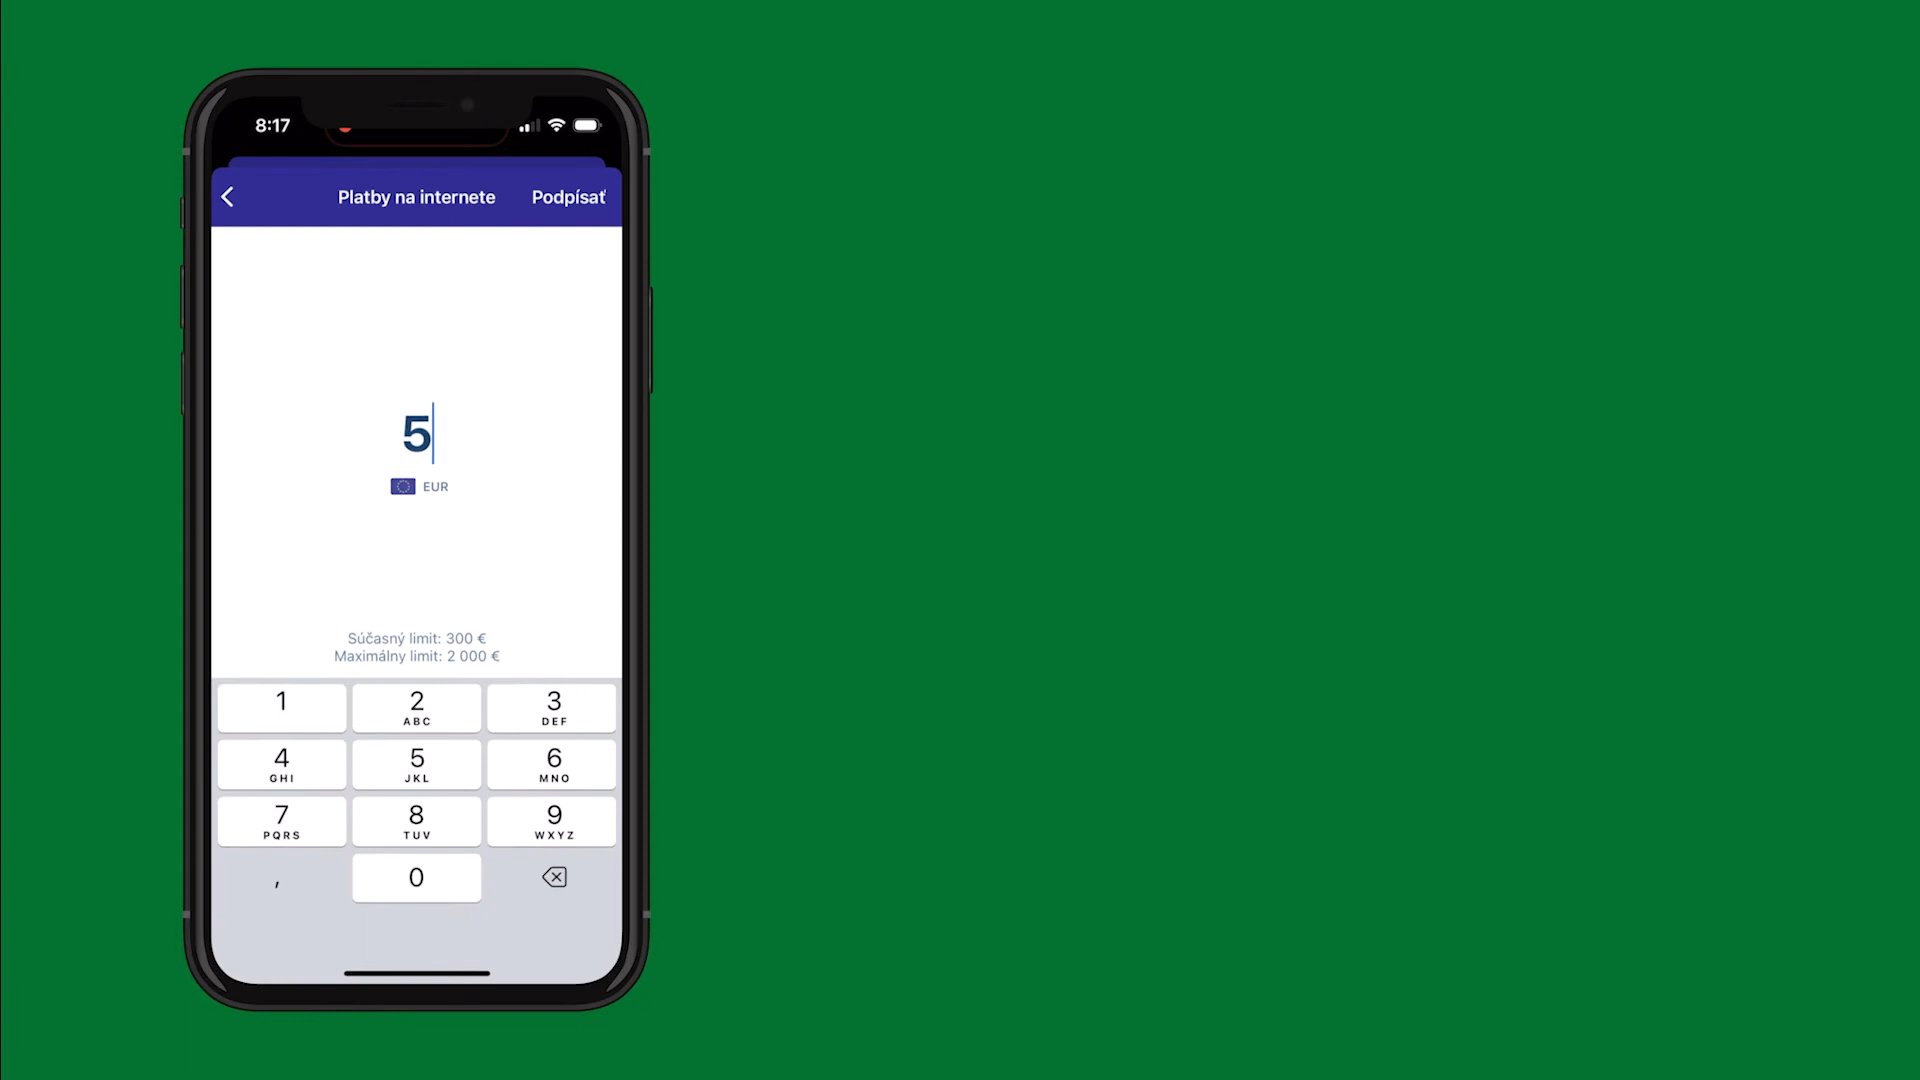 8:17
Platby na internete
Podpísať
5
EUR
Súčasný limit: 300 €
Maximálny limit: 2 000 €
1
2
ABC
3
DEF
4
GHI
5
JKL
6
MNO
7
PQRS
8
TUV
9
WXYZ
,
0